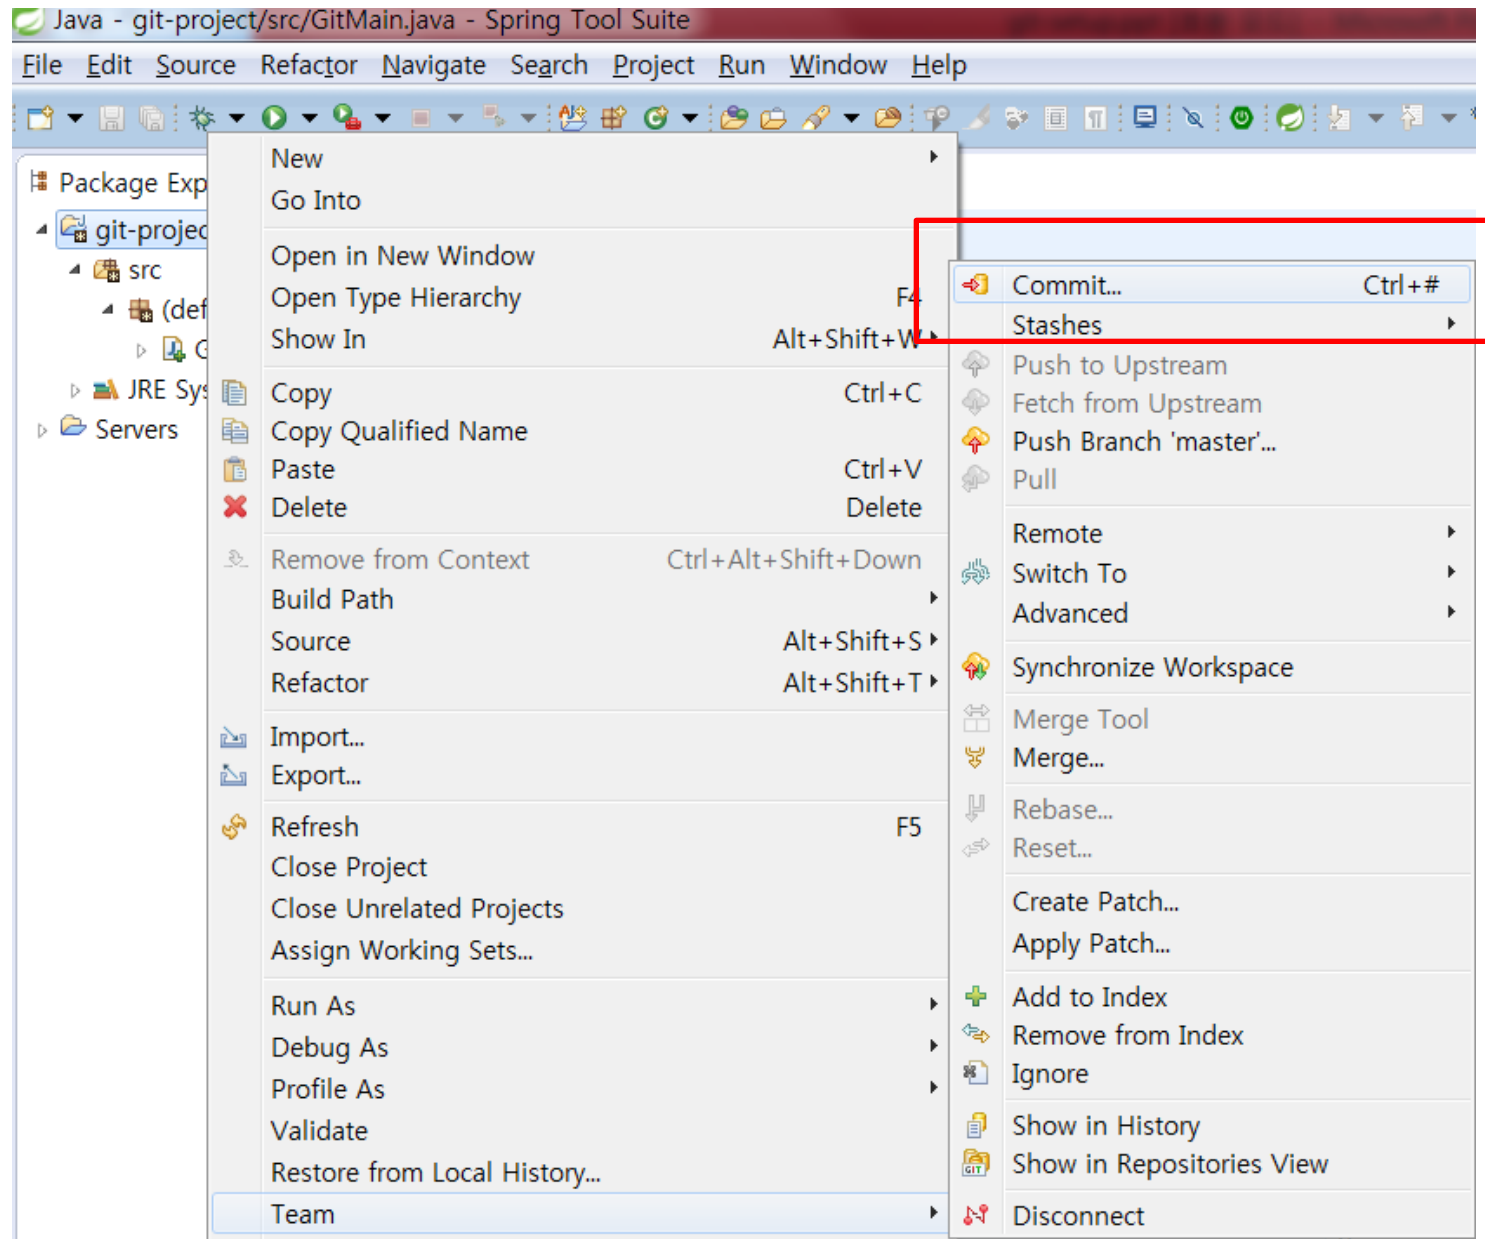 Java - git-project/src/GitMain.java - Spring Tool Suite
File Edit Source Refactor Navigate Search Project Run Window Help
Package Exp
git-projec
src
(def
G
JRE Sys
Servers
New
Go Into
Open in New Window
Open Type Hierarchy F4
Show In Alt+Shift+W
Copy Ctrl+C
Copy Qualified Name
Paste Ctrl+V
Delete Delete
Remove from Context Ctrl+Alt+Shift+Down
Build Path
Source Alt+Shift+S
Refactor Alt+Shift+T
Import...
Export...
Refresh F5
Close Project
Close Unrelated Projects
Assign Working Sets...
Run As
Debug As
Profile As
Validate
Restore from Local History...
Team
Commit... Ctrl+#
Stashes
Push to Upstream
Fetch from Upstream
Push Branch 'master'...
Pull
Remote
Switch To
Advanced
Synchronize Workspace
Merge Tool
Merge...
Rebase...
Reset...
Create Patch...
Apply Patch...
Add to Index
Remove from Index
Ignore
Show in History
Show in Repositories View
Disconnect